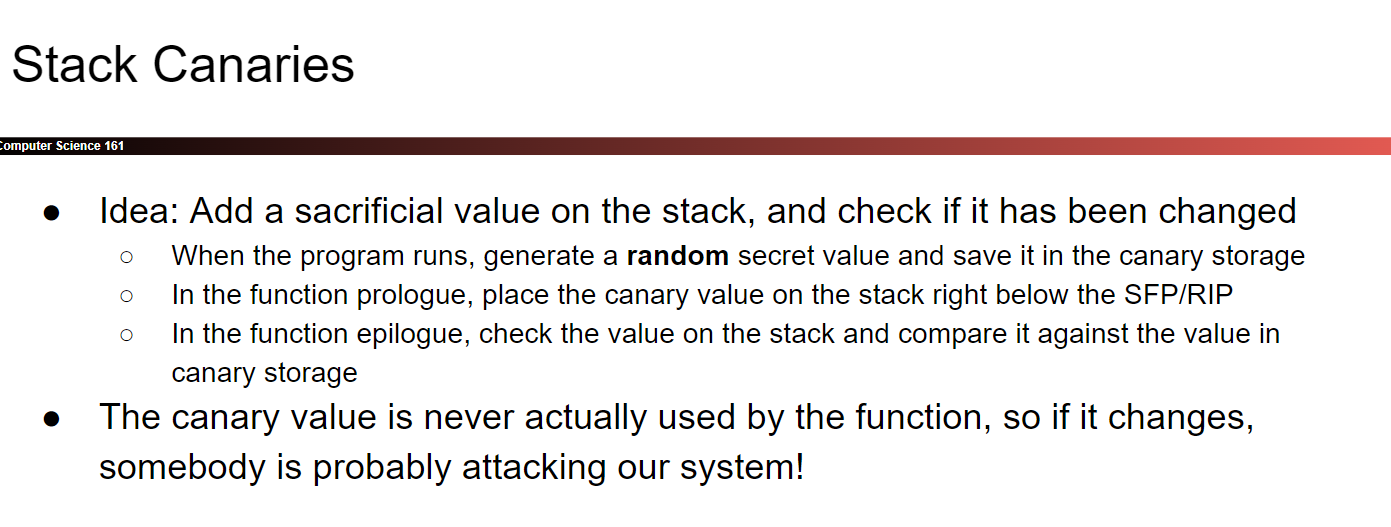 Stack Canaries
Computer Science 161
● Idea: Add a sacrificial value on the stack, and check if it has been changed
○ When the program runs, generate a random secret value and save it in the canary storage
○ In the function prologue, place the canary value on the stack right below the SFP/RIP
○ In the function epilogue, check the value on the stack and compare it against the value in
canary storage
● The canary value is never actually used by the function, so if it changes,
somebody is probably attacking our system!